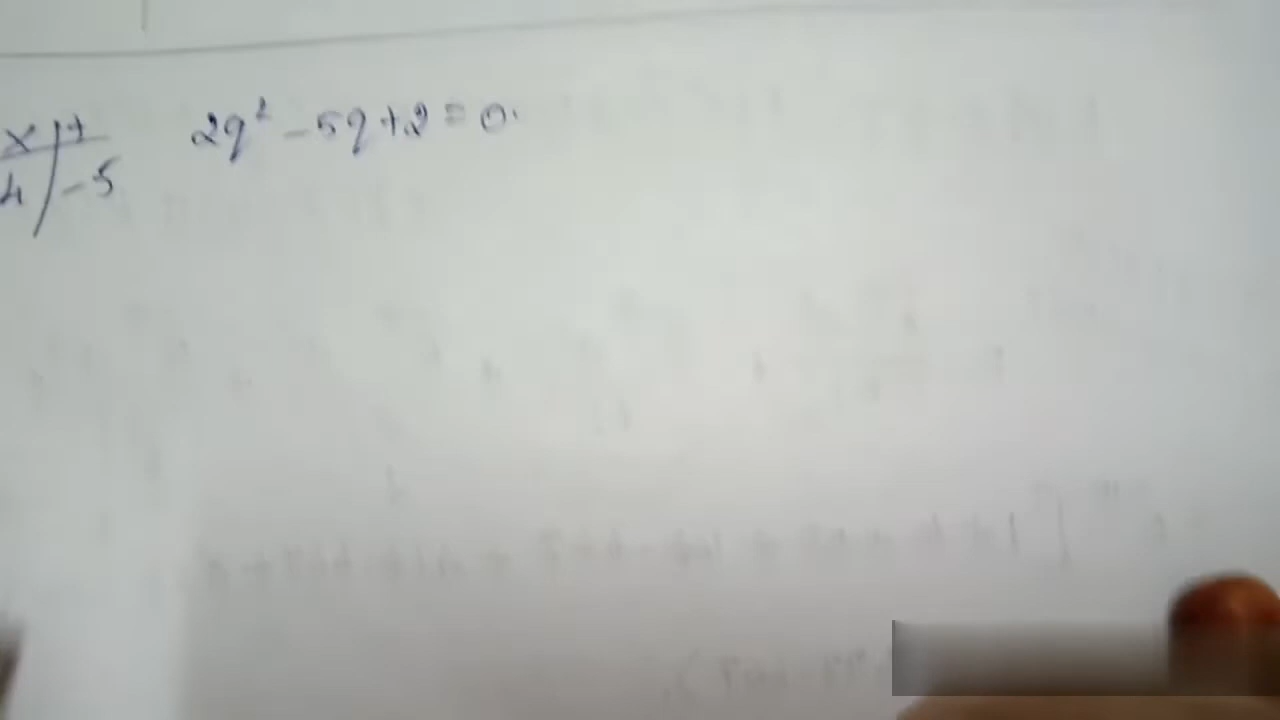 x | + 2q² - 5q + 2 = 0.
4 | -5